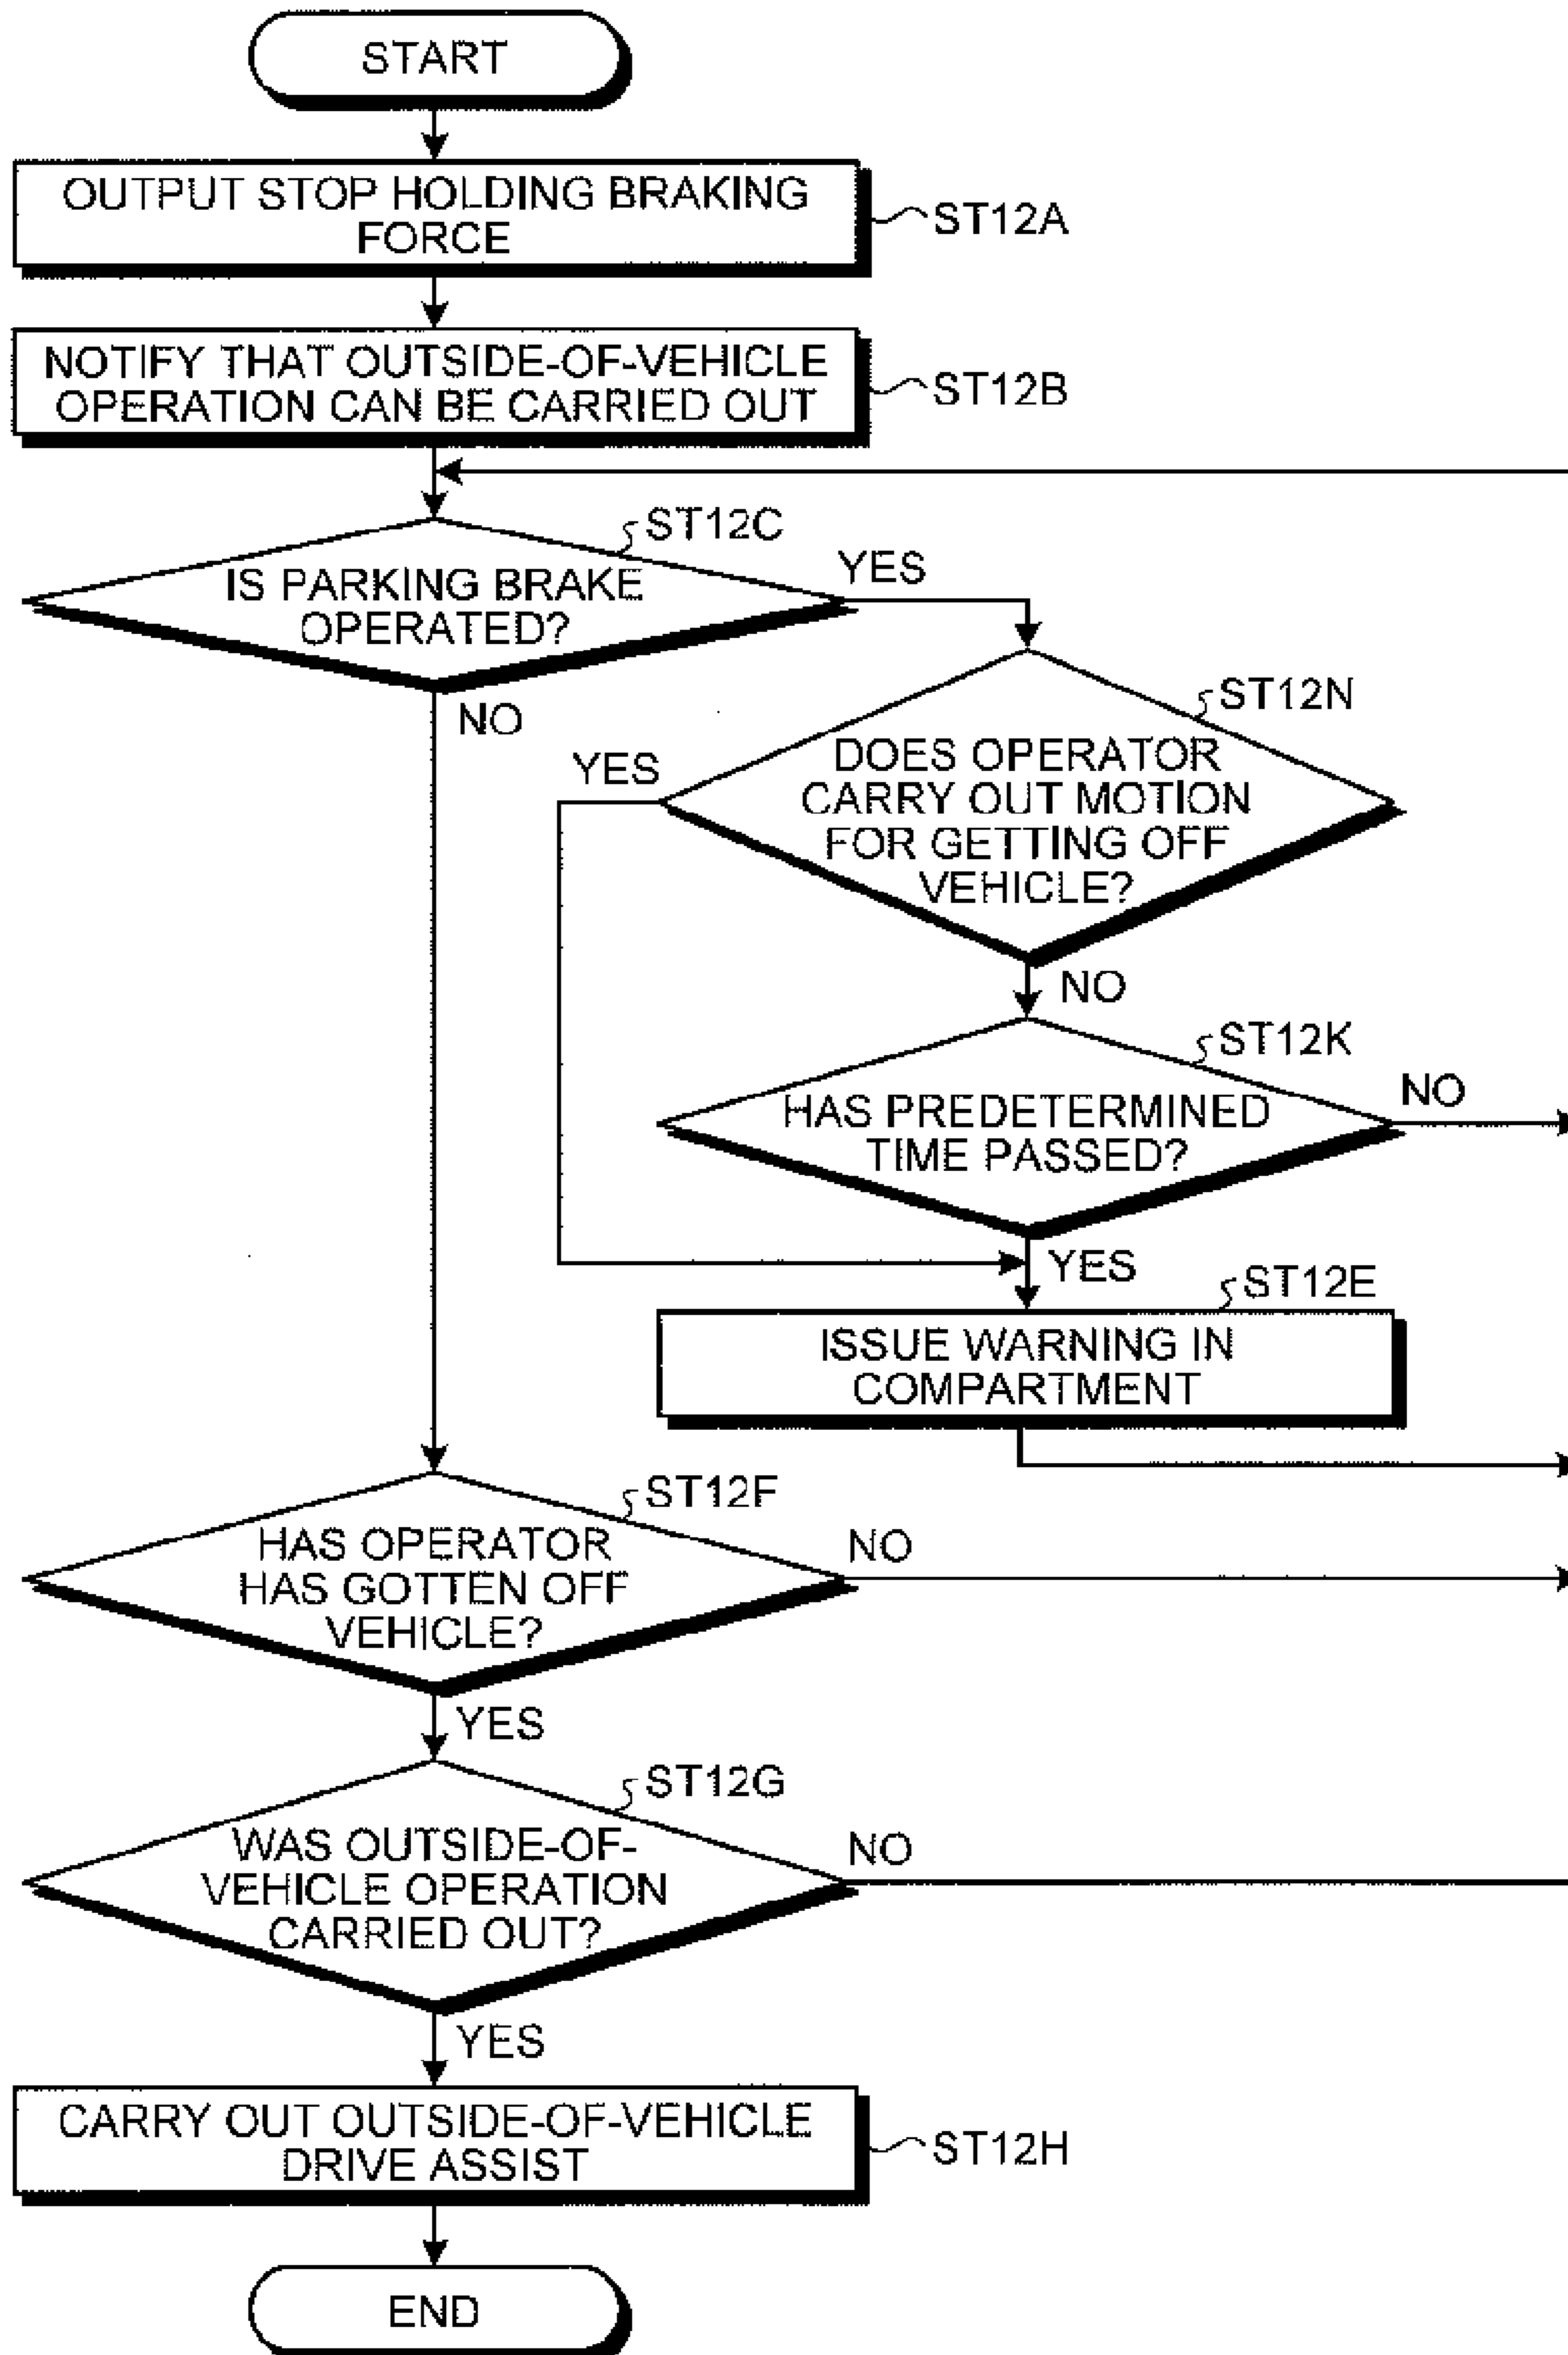 START
OUTPUT STOP HOLDING BRAKING
FORCE
ST12A
NOTIFY THAT OUTSIDE-OF-VEHICLE
OPERATION CAN BE CARRIED OUT
ST12B
ST12C
IS PARKING BRAKE
OPERATED?
YES
NO
ST12N
DOES OPERATOR
CARRY OUT MOTION
FOR GETTING OFF
VEHICLE?
YES
NO
ST12K
HAS PREDETERMINED
TIME PASSED?
NO
YES
ST12E
ISSUE WARNING IN
COMPARTMENT
ST12F
HAS OPERATOR
HAS GOTTEN OFF
VEHICLE?
NO
YES
ST12G
WAS OUTSIDE-OF-
VEHICLE OPERATION
CARRIED OUT?
NO
YES
CARRY OUT OUTSIDE-OF-VEHICLE
DRIVE ASSIST
ST12H
END